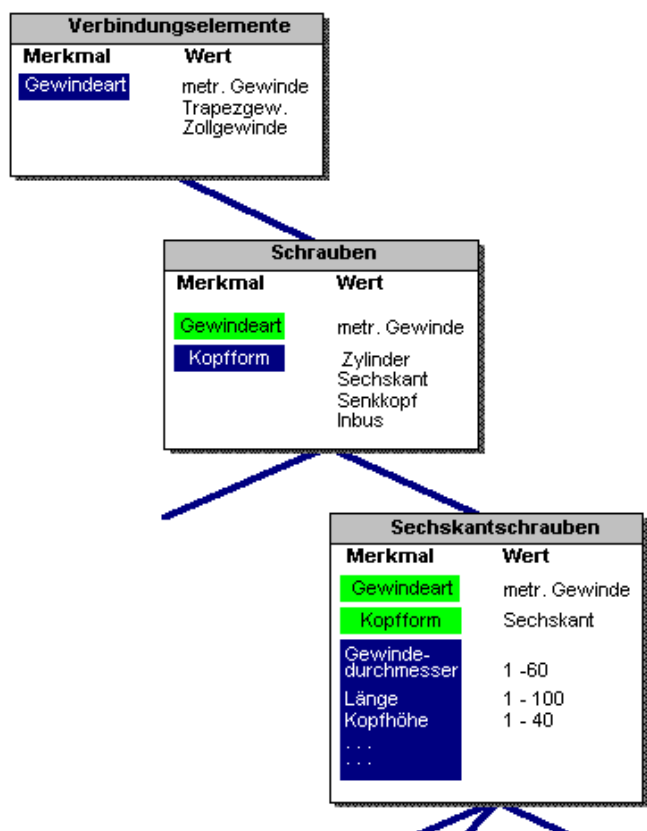 Verbindungselemente
Merkmal Wert
Gewindeart metr. Gewinde
Trapezgew.
Zollgewinde
Schrauben
Merkmal Wert
Gewindeart metr. Gewinde
Kopfform Zylinder
Sechskant
Senkkopf
Inbus
Sechskantschrauben
Merkmal Wert
Gewindeart metr. Gewinde
Kopfform Sechskant
Gewinde-
durchmesser 1 -60
Länge 1 - 100
Kopfhöhe 1 - 40
. . .
. . .